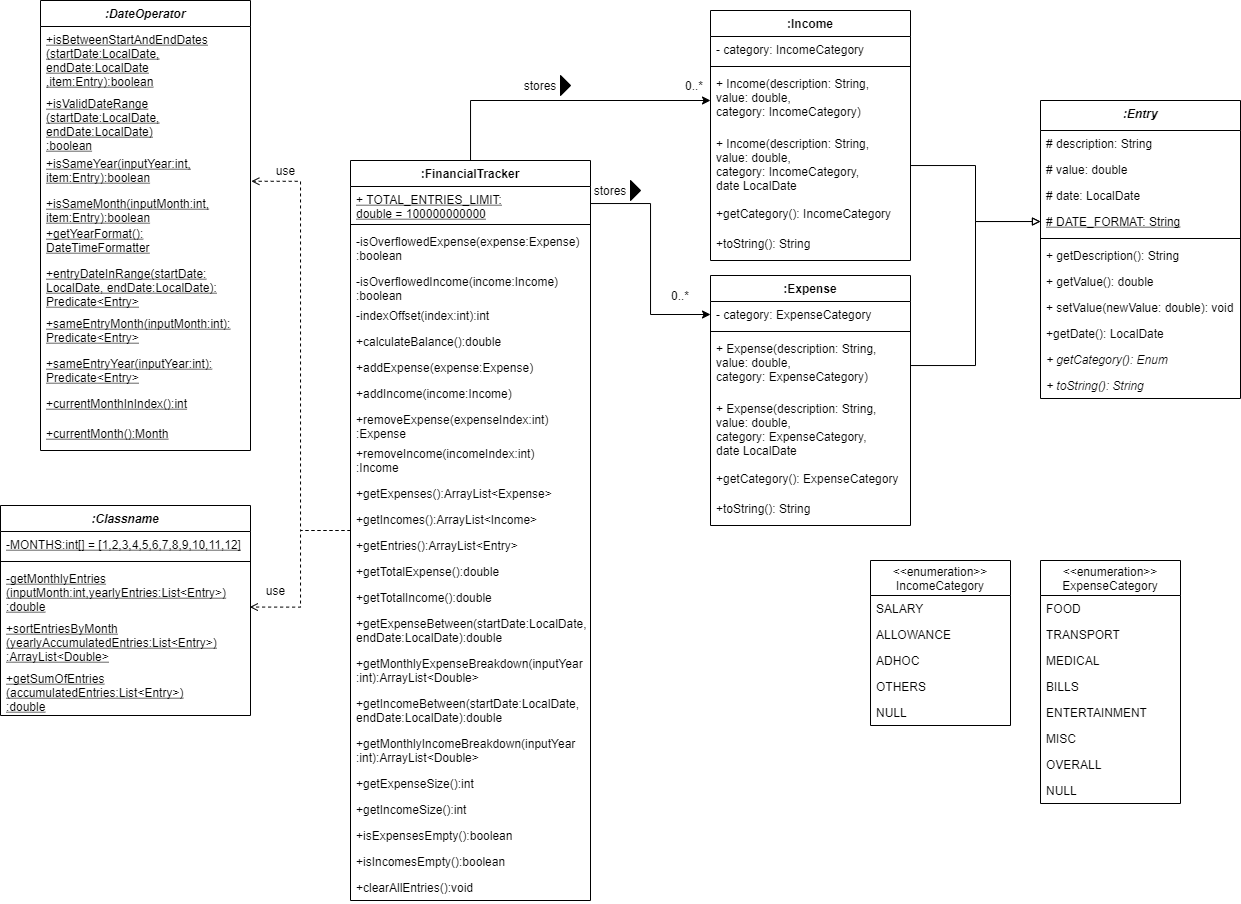 :DateOperator
+isBetweenStartAndEndDates
(startDate:LocalDate,
endDate:LocalDate
,item:Entry):boolean
+isValidDateRange
(startDate:LocalDate,
endDate:LocalDate)
:boolean
+isSameYear(inputYear:int,
item:Entry):boolean
+isSameMonth(inputMonth:int,
item:Entry):boolean
+getYearFormat():
DateTimeFormatter
+entryDateInRange(startDate:
LocalDate, endDate:LocalDate):
Predicate<Entry>
+sameEntryMonth(inputMonth:int):
Predicate<Entry>
+sameEntryYear(inputYear:int):
Predicate<Entry>
+currentMonthInIndex():int
+currentMonth():Month
use
:Classname
-MONTHS:int[] = [1,2,3,4,5,6,7,8,9,10,11,12]
-getMonthlyEntries
(inputMonth:int,yearlyEntries:List<Entry>)
:double
+sortEntriesByMonth
(yearlyAccumulatedEntries:List<Entry>)
:ArrayList<Double>
+getSumOfEntries
(accumulatedEntries:List<Entry>)
:double
use
:FinancialTracker
+ TOTAL_ENTRIES_LIMIT:
double = 100000000000
-isOverflowedExpense(expense:Expense)
:boolean
-isOverflowedIncome(income:Income)
:boolean
-indexOffset(index:int):int
+calculateBalance():double
+addExpense(expense:Expense)
+addIncome(income:Income)
+removeExpense(expenseIndex:int)
:Expense
+removeIncome(incomeIndex:int)
:Income
+getExpenses():ArrayList<Expense>
+getIncomes():ArrayList<Income>
+getEntries():ArrayList<Entry>
+getTotalExpense():double
+getTotalIncome():double
+getExpenseBetween(startDate:LocalDate,
endDate:LocalDate):double
+getMonthlyExpenseBreakdown(inputYear
:int):ArrayList<Double>
+getIncomeBetween(startDate:LocalDate,
endDate:LocalDate):double
+getMonthlyIncomeBreakdown(inputYear
:int):ArrayList<Double>
+getExpenseSize():int
+getIncomeSize():int
+isExpensesEmpty():boolean
+isIncomesEmpty():boolean
+clearAllEntries():void
stores
0..*
stores
0..*
:Income
- category: IncomeCategory
+ Income(description: String,
value: double,
category: IncomeCategory)
+ Income(description: String,
value: double,
category: IncomeCategory,
date LocalDate
+getCategory(): IncomeCategory
+toString(): String
:Expense
- category: ExpenseCategory
+ Expense(description: String,
value: double,
category: ExpenseCategory)
+ Expense(description: String,
value: double,
category: ExpenseCategory,
date LocalDate
+getCategory(): ExpenseCategory
+toString(): String
:Entry
# description: String
# value: double
# date: LocalDate
# DATE_FORMAT: String
+ getDescription(): String
+ getValue(): double
+ setValue(newValue: double): void
+getDate(): LocalDate
+ getCategory(): Enum
+ toString(): String
<<enumeration>>
IncomeCategory
SALARY
ALLOWANCE
ADHOC
OTHERS
NULL
<<enumeration>>
ExpenseCategory
FOOD
TRANSPORT
MEDICAL
BILLS
ENTERTAINMENT
MISC
OVERALL
NULL